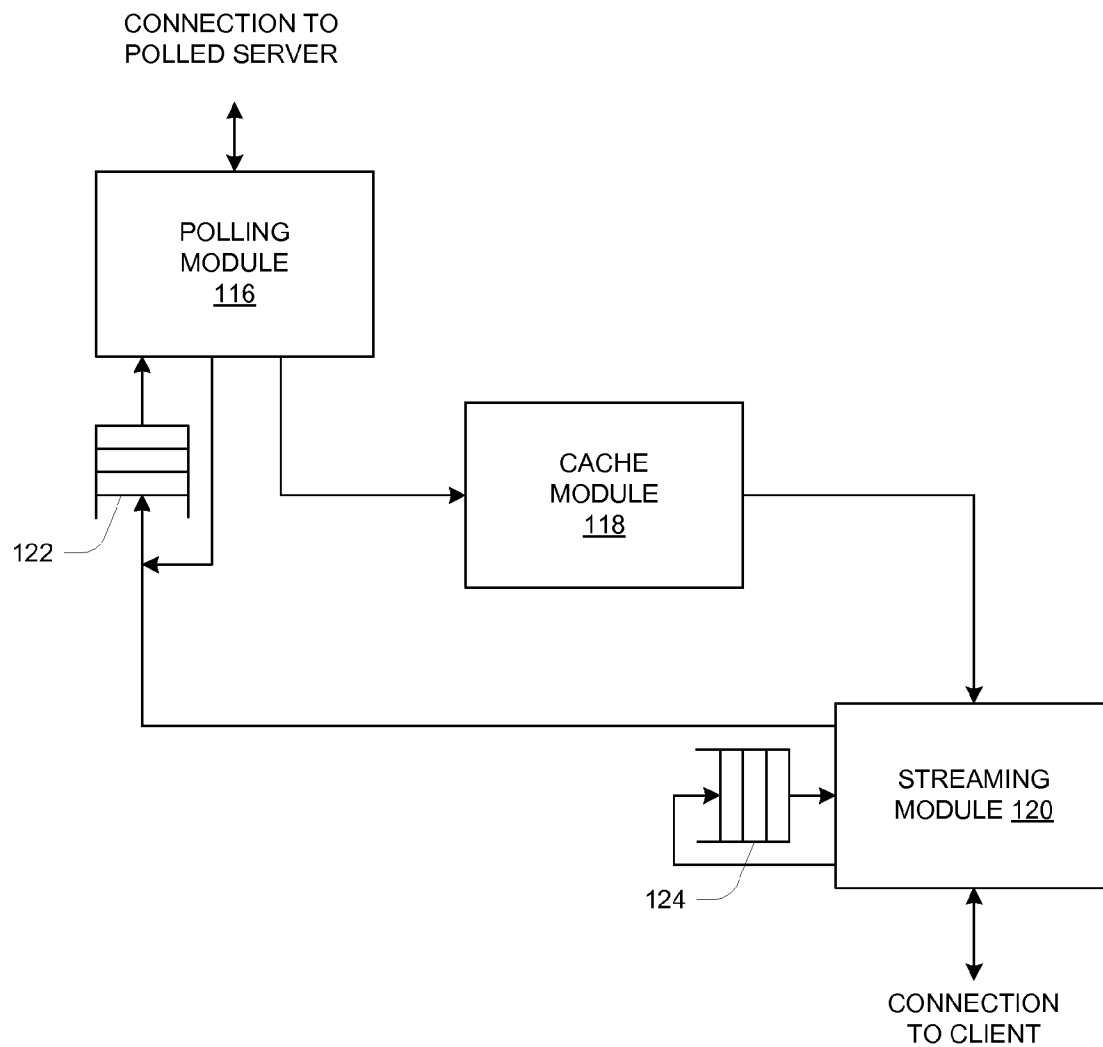 CONNECTION TO
POLLED SERVER
POLLING
MODULE
116
CACHE
MODULE
118
122
STREAMING
MODULE 120
124
CONNECTION
TO CLIENT